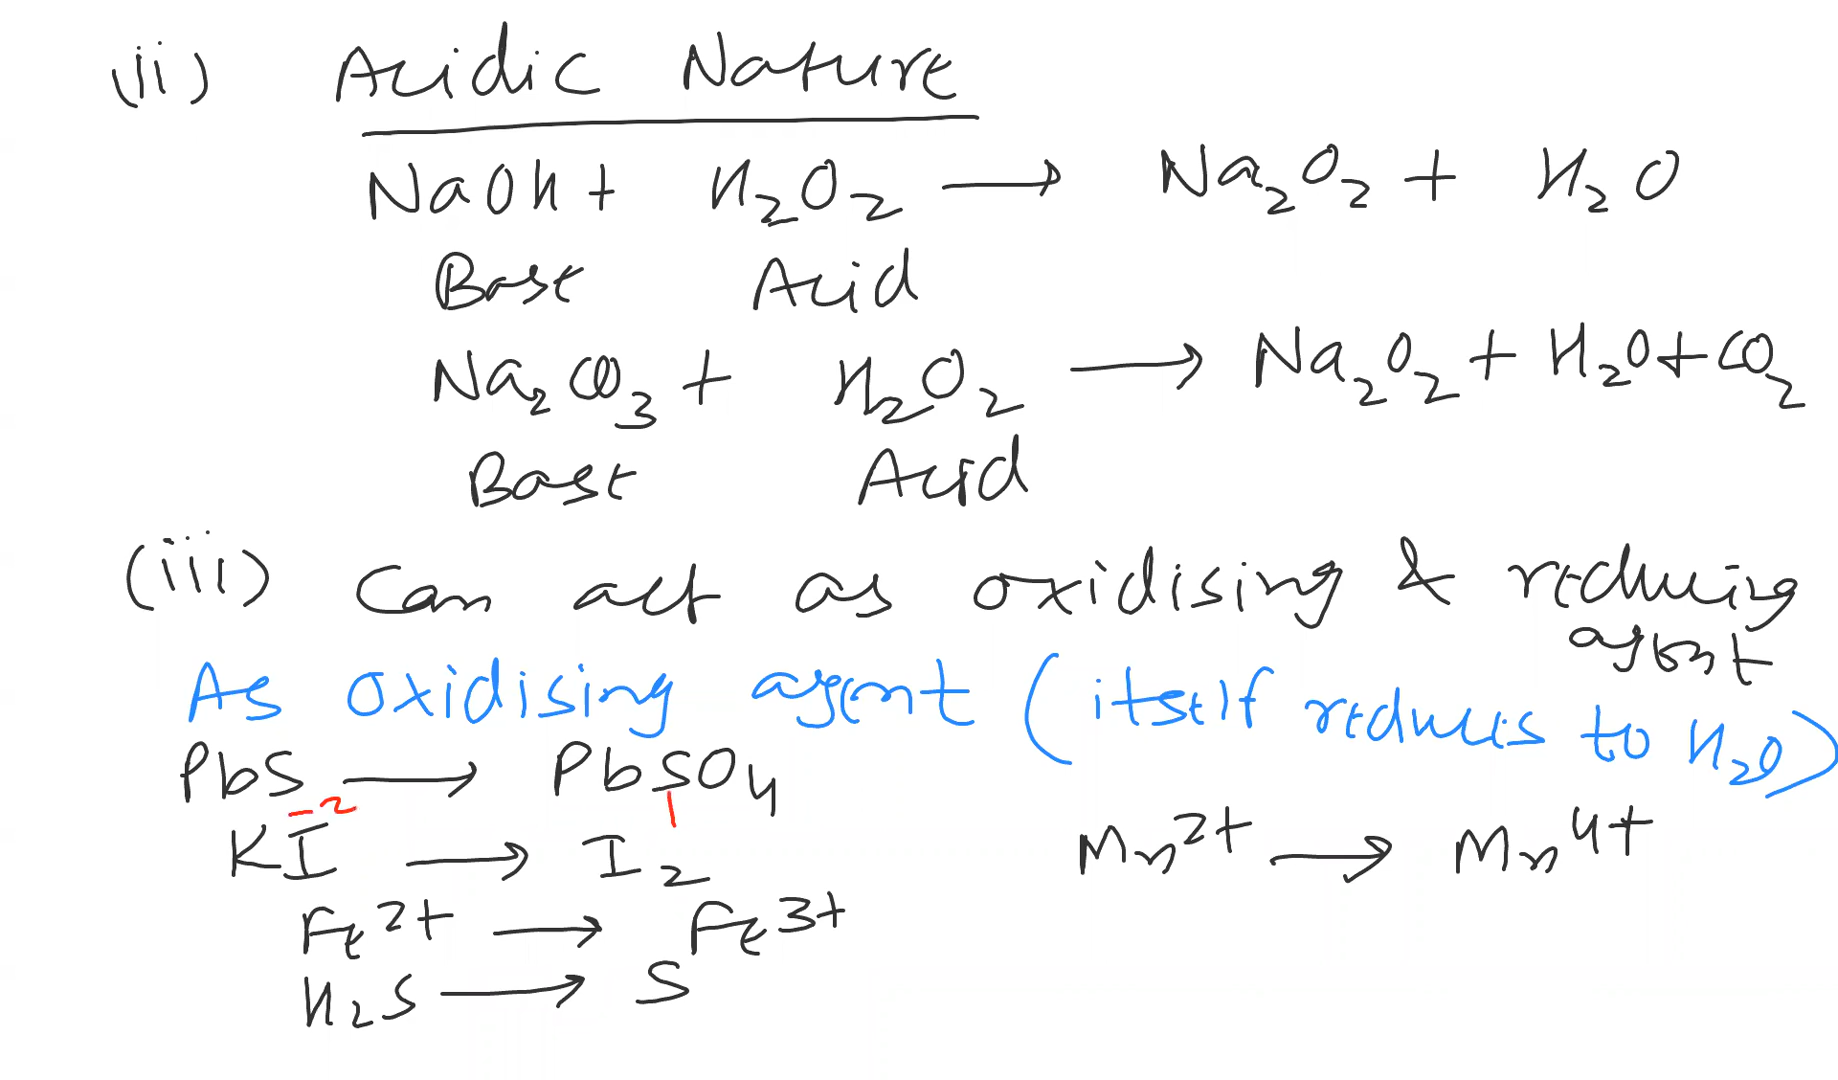 (ii) Acidic Nature
NaOH + H₂O₂ → Na₂O₂ + H₂O
Base Acid
Na₂CO₃ + H₂O₂ → Na₂O₂ + H₂O + CO₂
Base Acid
(iii) Can act as oxidising & reducing
agent
As oxidising agent (itself reduces to H₂O)
PbS → PbSO₄
-2
KI → I₂ Mn²⁺ → Mn⁴⁺
Fe²⁺ → Fe³⁺
H₂S → S